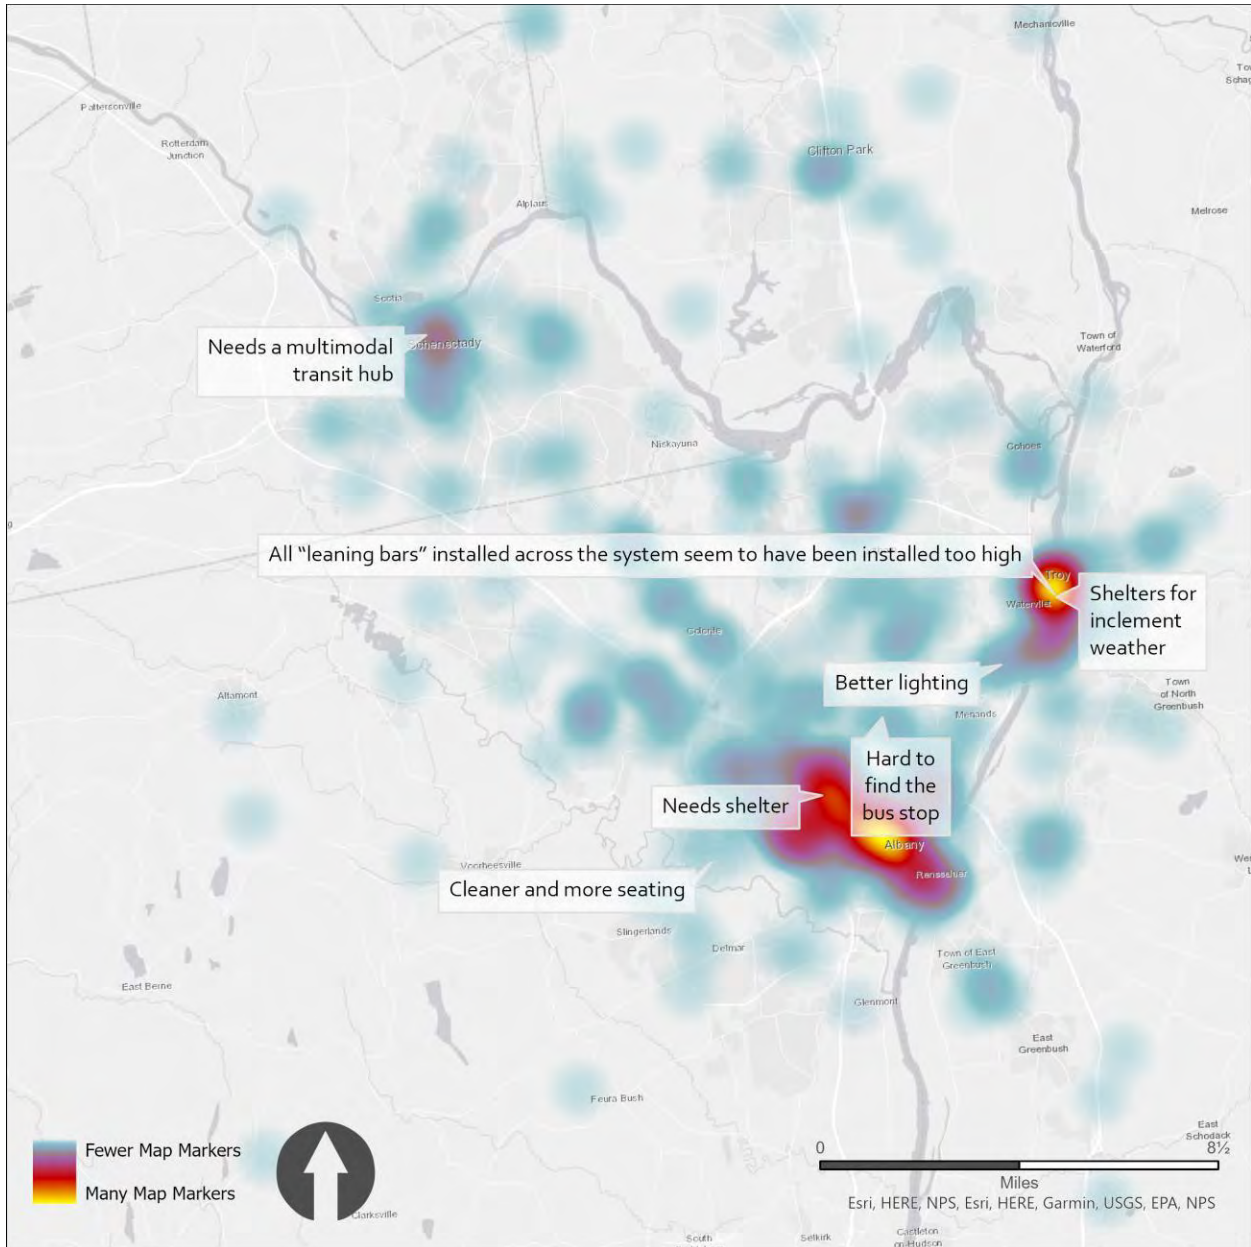 Mechanicville
Pattersonville
Rotterdam
Junction
Clifton Park
Alplaus
Melrose
Scotia
Needs a multimodal
transit hub
Schenectady
Town of
Waterford
Niskayuna
Cohoes
All “leaning bars” installed across the system seem to have been installed too high
Troy
Watervliet
Shelters for
inclement
weather
Colonie
Better lighting
Altamont
Town
of North
Greenbush
Menands
Hard to
find the
bus stop
Needs shelter
Albany
Voorheesville
Rensselaer
Cleaner and more seating
Slingerlands
Delmar
Town of East
Greenbush
East Berne
Glenmont
East
Greenbush
Feura Bush
East
Schodack
Fewer Map Markers
Many Map Markers
0
8½
Miles
Esri, HERE, NPS, Esri, HERE, Garmin, USGS, EPA, NPS
Clarksville
South
Selkirk
Castleton
on-Hudson